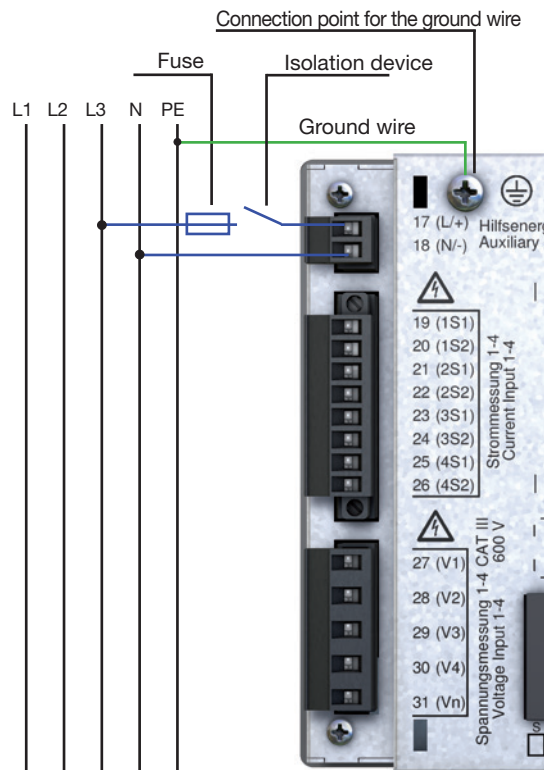 Connection point for the ground wire
Fuse
Isolation device
L1 L2 L3 N PE
Ground wire
17 (L/+)
18 (N/-)
Auxiliary
19 (1S1)
20 (1S2)
21 (2S1)
22 (2S2)
23 (3S1)
24 (3S2)
25 (4S1)
26 (4S2)
Strommessung 1-4
Current Input 1-4
27 (V1)
28 (V2)
29 (V3)
30 (V4)
31 (Vn)
Spannungsmessung 1-4 CAT III
Voltage Input 1-4 600 V
S